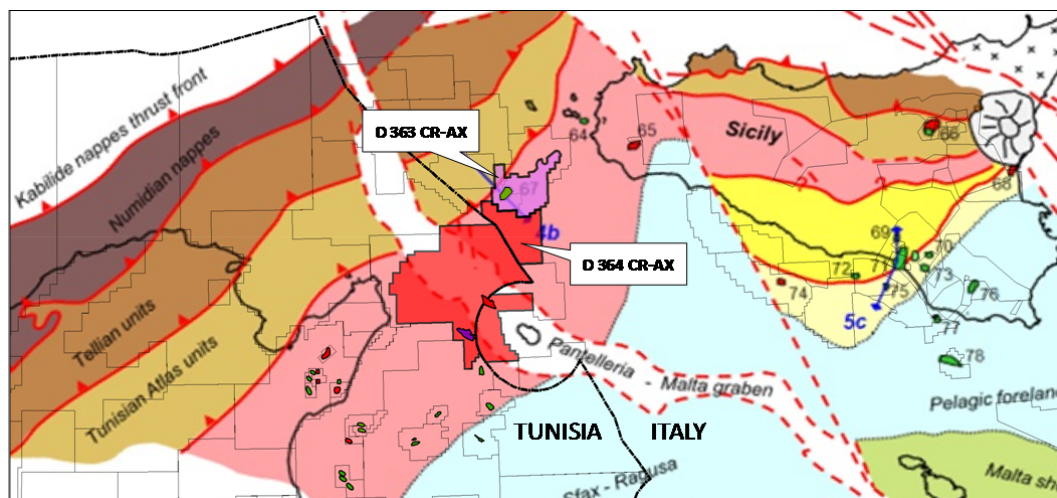 Kabilide nappes thrust front
Numidian nappes
Tellian units
Tunisian Atlas units
D 363 CR-AX
D 364 CR-AX
67
4b
64
65
Sicily
?
?
66
68
69
70
71
72
73
74
75
76
77
78
5c
Pantelleria - Malta graben
Pelagic foreland
TUNISIA
ITALY
Sfax - Ragusa
Malta sh